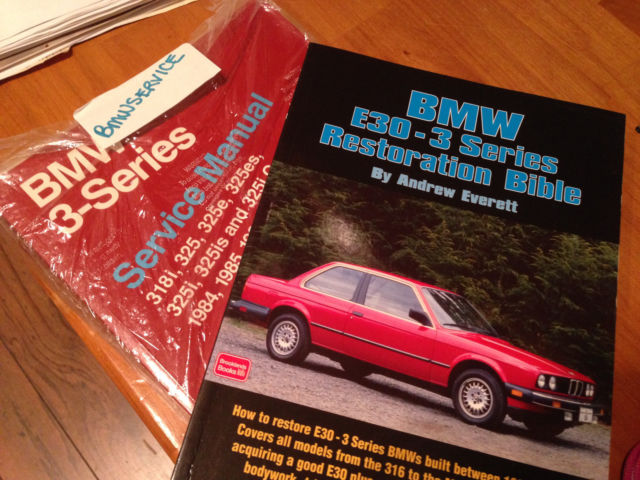 BMWSERVICE
BMW
3-Series
Service Manual
318i, 325, 325e, 325es,
325i, 325is and 325i
1984, 1985
BMW
E30-3 Series
Restoration Bible
By Andrew Everett
Brooklands
Books
How to restore E30-3 Series BMWs built between
Covers all models from the 316 to the
acquiring a good E30 plus
bodywork